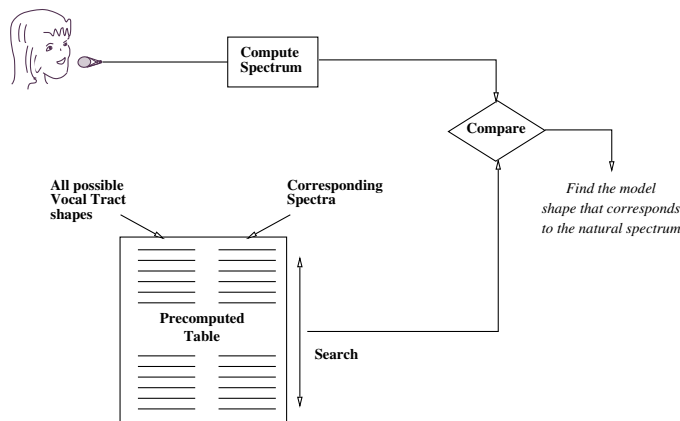 Compute
Spectrum
Compare
All possible
Vocal Tract
shapes
Corresponding
Spectra
Find the model
shape that corresponds
to the natural spectrum
Precomputed
Table
Search